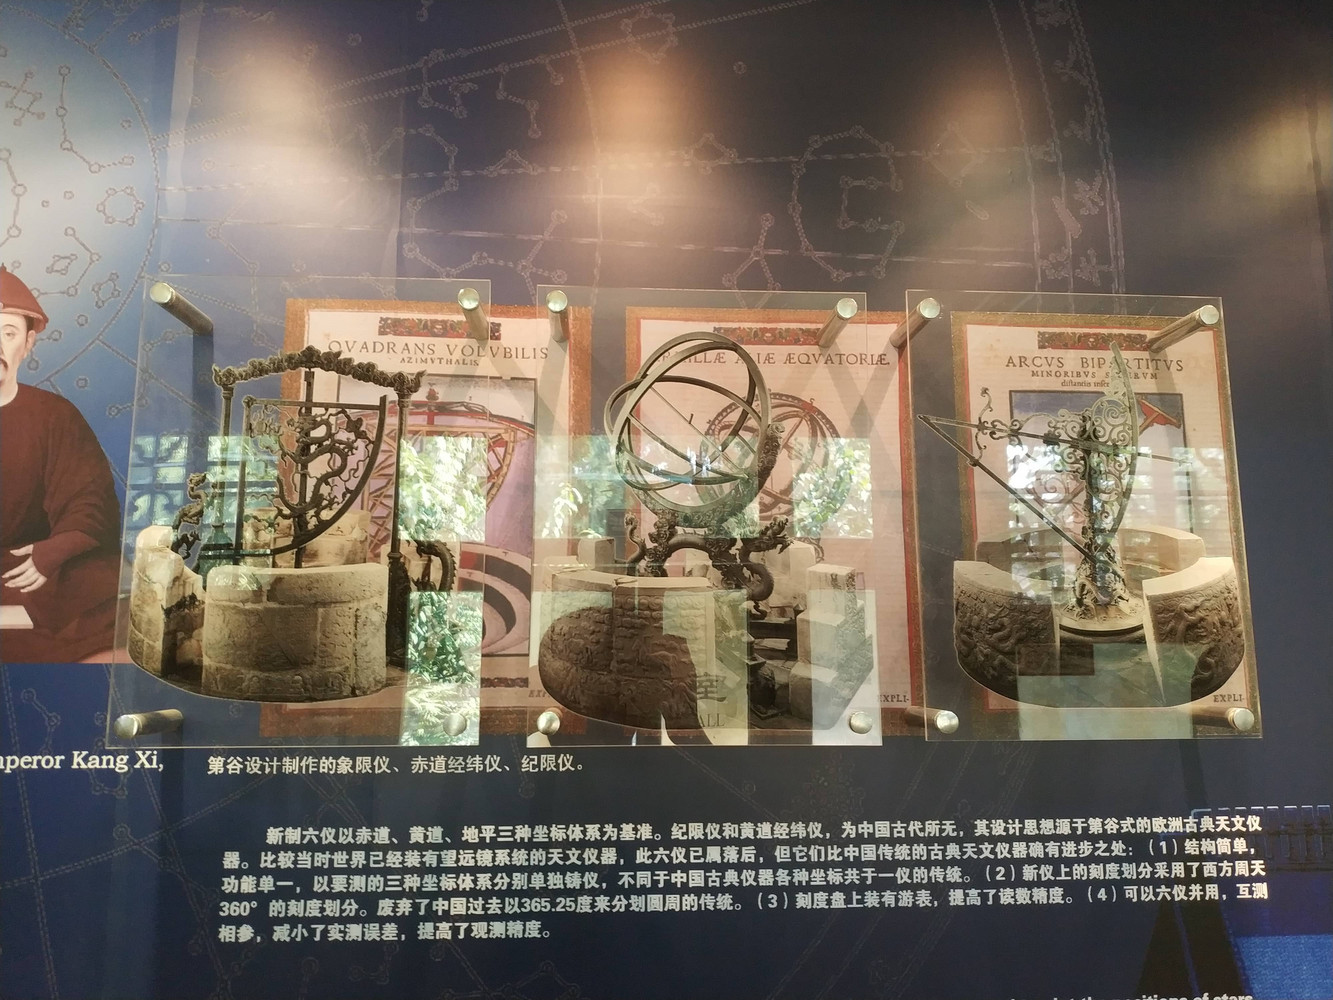 QVADRANS VOLVBILIS
AZIMVTHALIS
ÆQVATORIÆ
ARCVS BIPARTITVS
MINORIBVS
distantiis
EXPLI-
EXPLI-
mperor Kang Xi,
第谷设计制作的象限仪、赤道经纬仪、纪限仪。
新制六仪以赤道、黄道、地平三种坐标体系为基准。纪限仪和黄道经纬仪，为中国古代所无，其设计思想源于第谷式的欧洲古典天文仪
器。比较当时世界已经装有望远镜系统的天文仪器，此六仪已属落后，但它们比中国传统的古典天文仪器确有进步之处：（1）结构简单，
功能单一，以要测的三种坐标体系分别单独铸仪，不同于中国古典仪器各种坐标共于一仪的传统。（2）新仪上的刻度划分采用了西方周天
360°的刻度划分。废弃了中国过去以365.25度来分划圆周的传统。（3）刻度盘上装有游表，提高了读数精度。（4）可以六仪并用，互测
相参，减小了实测误差，提高了观测精度。